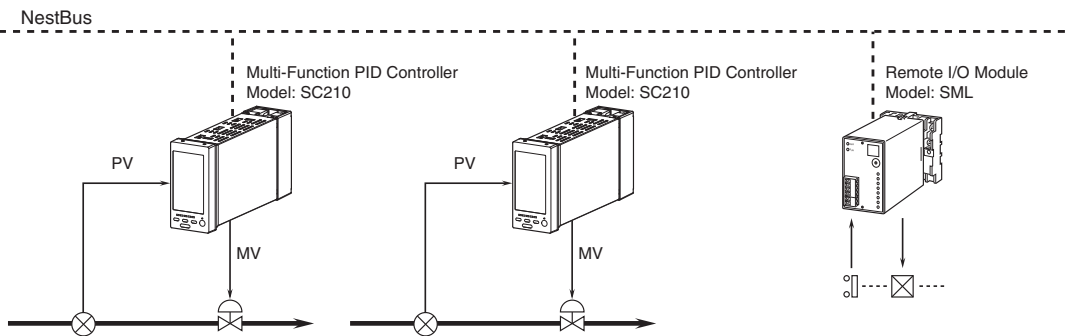 NestBus
Multi-Function PID Controller
Model: SC210
Multi-Function PID Controller
Model: SC210
Remote I/O Module
Model: SML
PV
PV
MV
MV